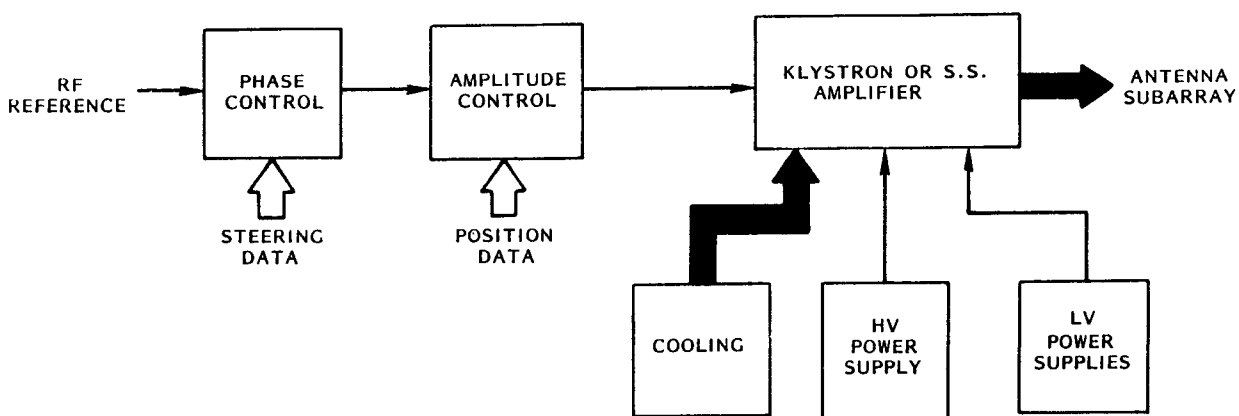 RF
REFERENCE
PHASE
CONTROL
AMPLITUDE
CONTROL
KLYSTRON OR S.S.
AMPLIFIER
ANTENNA
SUBARRAY
STEERING
DATA
POSITION
DATA
COOLING
HV
POWER
SUPPLY
LV
POWER
SUPPLIES